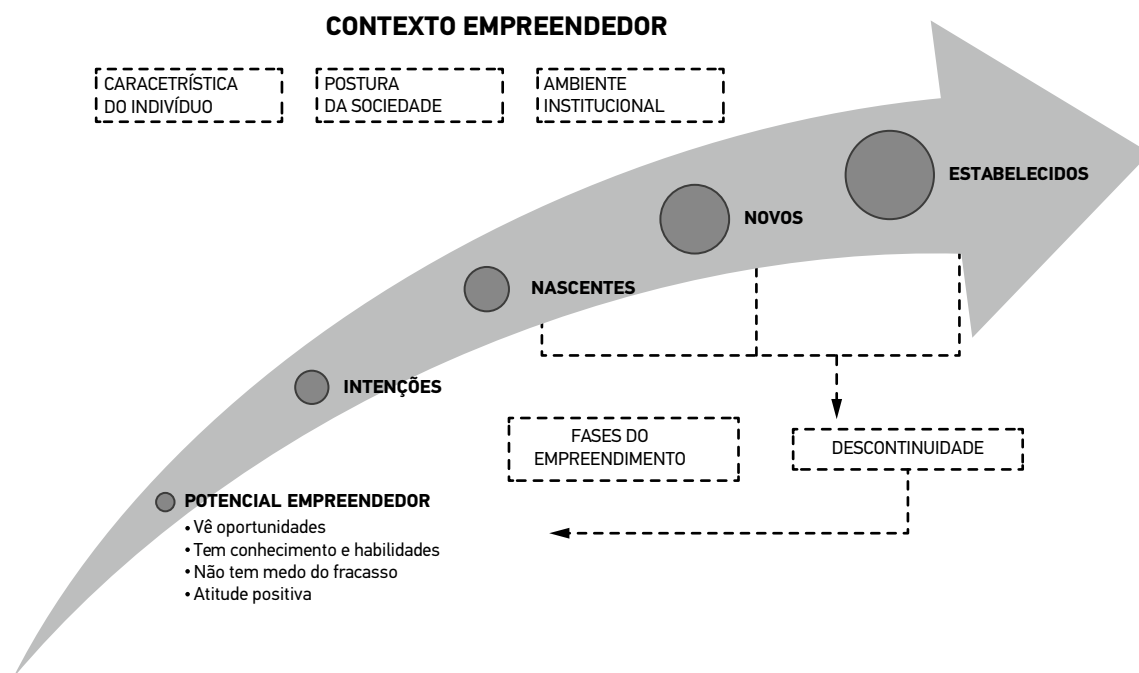 CONTEXTO EMPREENDEDOR
CARACETRÍSTICA
DO INDIVÍDUO
POSTURA
DA SOCIEDADE
AMBIENTE
INSTITUCIONAL
ESTABELECIDOS
NOVOS
NASCENTES
INTENÇÕES
FASES DO
EMPREENDIMENTO
DESCONTINUIDADE
POTENCIAL EMPREENDEDOR
• Vê oportunidades
• Tem conhecimento e habilidades
• Não tem medo do fracasso
• Atitude positiva